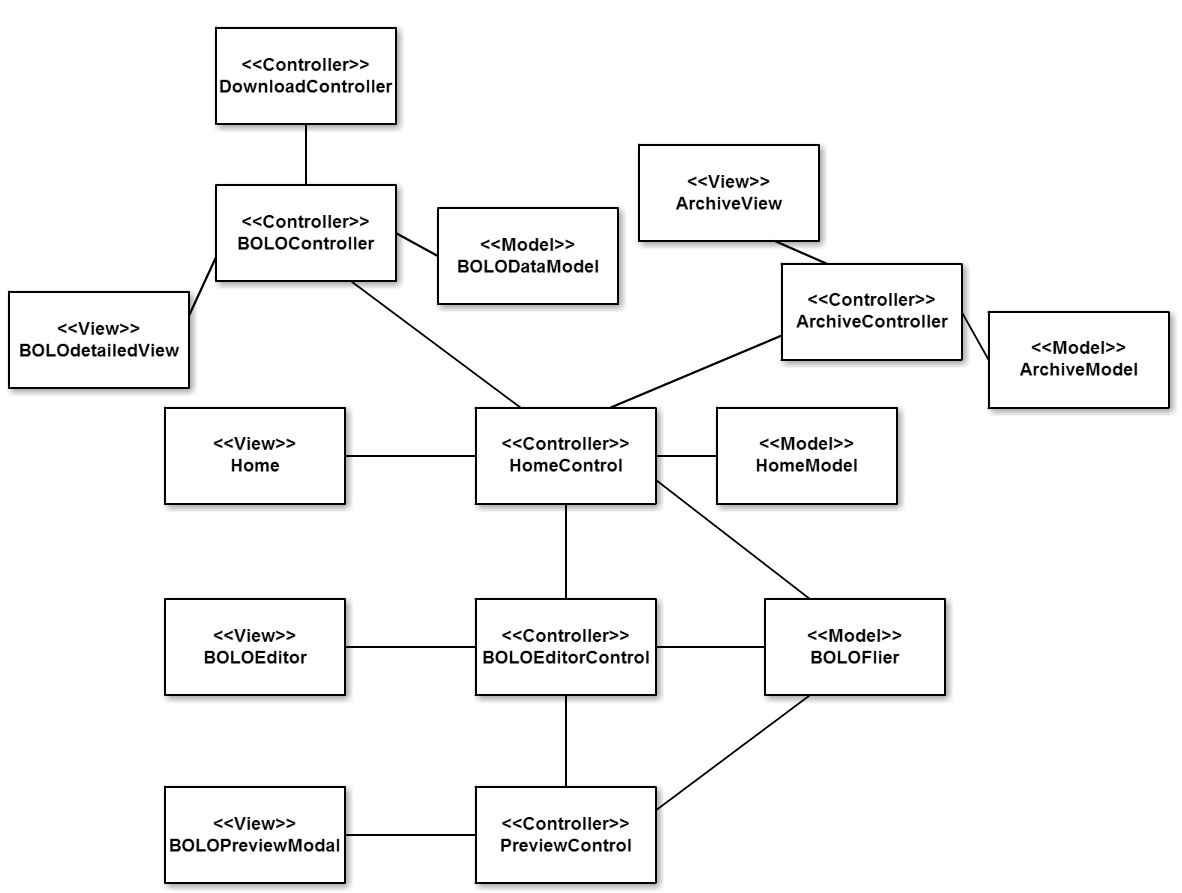 <<Controller>>
DownloadController
<<View>>
ArchiveView
<<Controller>>
BOLOController
<<Model>>
BOLODataModel
<<Controller>>
ArchiveController
<<View>>
BOLOdetailedView
<<Model>>
ArchiveModel
<<View>>
Home
<<Controller>>
HomeControl
<<Model>>
HomeModel
<<View>>
BOLOEditor
<<Controller>>
BOLOEditorControl
<<Model>>
BOLOFlier
<<View>>
BOLOPreviewModal
<<Controller>>
PreviewControl